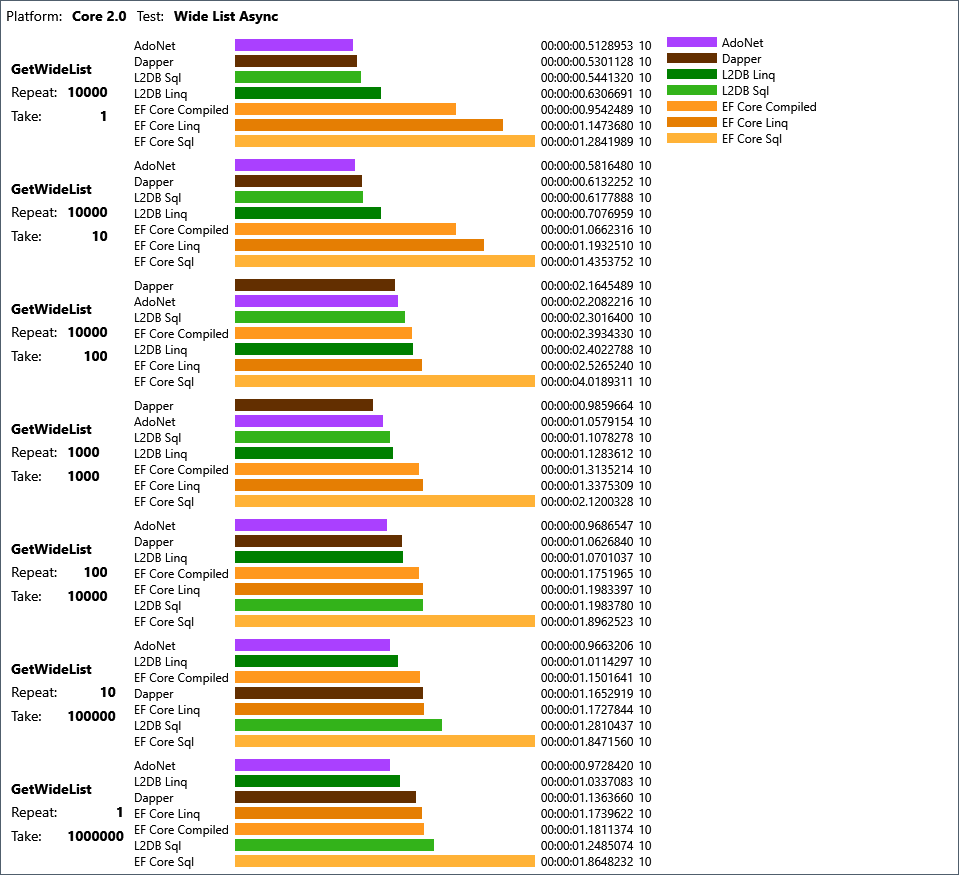 Platform: Core 2.0 Test: Wide List Async
GetWideList
Repeat: 10000
Take: 1
AdoNet 00:00:00.5128953 10
Dapper 00:00:00.5301128 10
L2DB Sql 00:00:00.5441320 10
L2DB Linq 00:00:00.6306691 10
EF Core Compiled 00:00:00.9542489 10
EF Core Linq 00:00:01.1473680 10
EF Core Sql 00:00:01.2841989 10
AdoNet
Dapper
L2DB Linq
L2DB Sql
EF Core Compiled
EF Core Linq
EF Core Sql
GetWideList
Repeat: 10000
Take: 10
AdoNet 00:00:00.5816480 10
Dapper 00:00:00.6132252 10
L2DB Sql 00:00:00.6177888 10
L2DB Linq 00:00:00.7076959 10
EF Core Compiled 00:00:01.0662316 10
EF Core Linq 00:00:01.1932510 10
EF Core Sql 00:00:01.4353752 10
GetWideList
Repeat: 10000
Take: 100
Dapper 00:00:02.1645489 10
AdoNet 00:00:02.2082216 10
L2DB Sql 00:00:02.3016400 10
EF Core Compiled 00:00:02.3934330 10
L2DB Linq 00:00:02.4022788 10
EF Core Linq 00:00:02.5265240 10
EF Core Sql 00:00:04.0189311 10
GetWideList
Repeat: 1000
Take: 1000
Dapper 00:00:00.9859664 10
AdoNet 00:00:01.0579154 10
L2DB Sql 00:00:01.1078278 10
L2DB Linq 00:00:01.1283612 10
EF Core Compiled 00:00:01.3135214 10
EF Core Linq 00:00:01.3375309 10
EF Core Sql 00:00:02.1200328 10
GetWideList
Repeat: 100
Take: 10000
AdoNet 00:00:00.9686547 10
Dapper 00:00:01.0626840 10
L2DB Linq 00:00:01.0701037 10
EF Core Compiled 00:00:01.1751965 10
EF Core Linq 00:00:01.1983397 10
L2DB Sql 00:00:01.1983780 10
EF Core Sql 00:00:01.8962523 10
GetWideList
Repeat: 10
Take: 100000
AdoNet 00:00:00.9663206 10
L2DB Linq 00:00:01.0114297 10
EF Core Compiled 00:00:01.1501641 10
Dapper 00:00:01.1652919 10
EF Core Linq 00:00:01.1727844 10
L2DB Sql 00:00:01.2810437 10
EF Core Sql 00:00:01.8471560 10
GetWideList
Repeat: 1
Take: 1000000
AdoNet 00:00:00.9728420 10
L2DB Linq 00:00:01.0337083 10
Dapper 00:00:01.1363660 10
EF Core Linq 00:00:01.1739622 10
EF Core Compiled 00:00:01.1811374 10
L2DB Sql 00:00:01.2485074 10
EF Core Sql 00:00:01.8648232 10